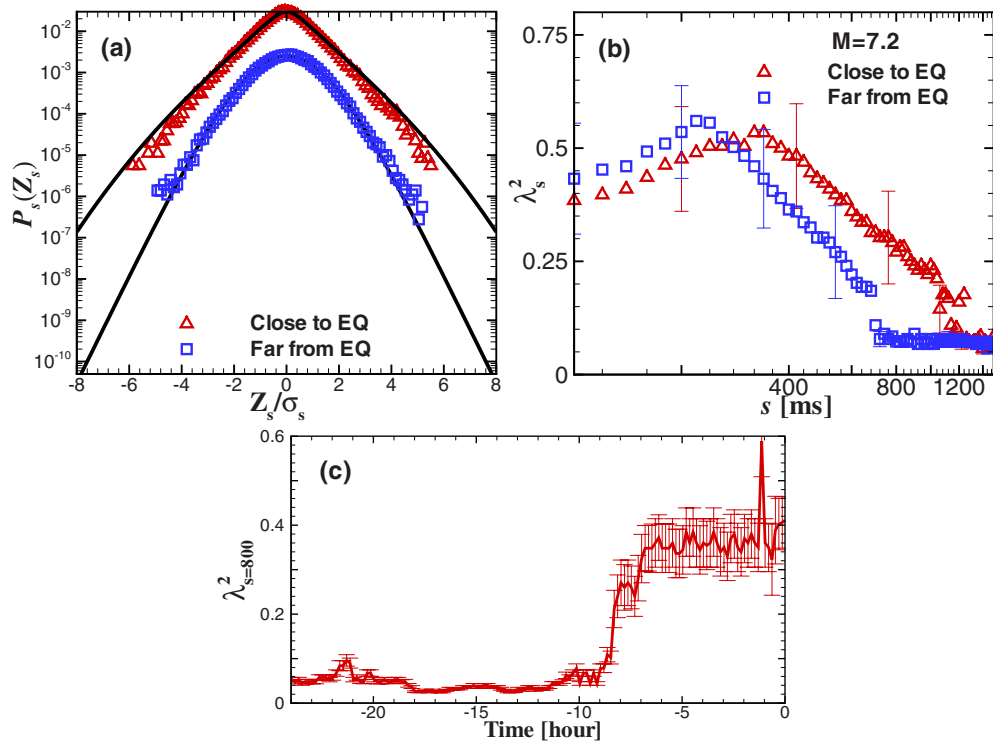 (a)
10⁻²
10⁻³
10⁻⁴
10⁻⁵
10⁻⁶
10⁻⁷
10⁻⁸
10⁻⁹
10⁻¹⁰
P_s(Z_s)
Close to EQ
Far from EQ
-8 -6 -4 -2 0 2 4 6 8
Z_s/σ_s
(b)
M=7.2
Close to EQ
Far from EQ
0.75
0.5
0.25
0
λ²_s
400 800 1200
s [ms]
(c)
0.6
0.4
0.2
0
λ²_{s=800}
-20 -15 -10 -5 0
Time [hour]